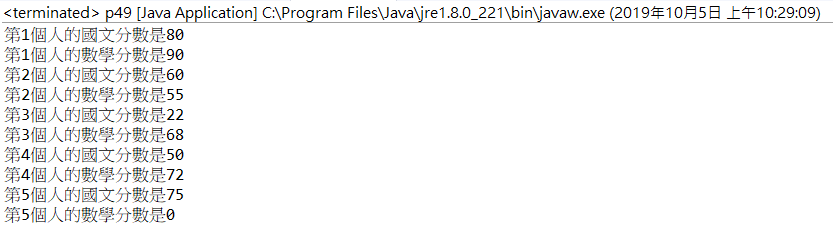 <terminated> p49 [Java Application] C:\Program Files\Java\jre1.8.0_221\bin\javaw.exe (2019年10月5日 上午10:29:09)
第1個人的國文分數是80
第1個人的數學分數是90
第2個人的國文分數是60
第2個人的數學分數是55
第3個人的國文分數是22
第3個人的數學分數是68
第4個人的國文分數是50
第4個人的數學分數是72
第5個人的國文分數是75
第5個人的數學分數是0